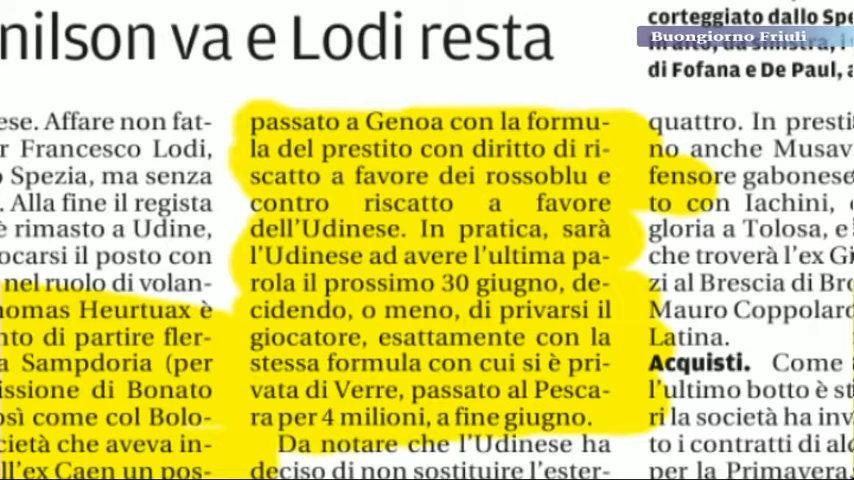 nilson va e Lodi resta
corteggiato dallo Spe
Buongiorno Friuli
di Fofana e De Paul, a
ese. Affare non fat-
r Francesco Lodi,
o Spezia, ma senza
. Alla fine il regista
è rimasto a Udine,
ocarsi il posto con
nel ruolo di volan-
homas Heurtuax è
nto di partire fler-
a Sampdoria (per
issione di Bonato
osì come col Bolo-
cietà che aveva in-
ll'ex Caen un pos-
passato a Genoa con la formu-
la del prestito con diritto di ri-
scatto a favore dei rossoblu e
contro riscatto a favore
dell'Udinese. In pratica, sarà
l'Udinese ad avere l'ultima pa-
rola il prossimo 30 giugno, de-
cidendo, o meno, di privarsi il
giocatore, esattamente con la
stessa formula con cui si è pri-
vata di Verre, passato al Pesca-
ra per 4 milioni, a fine giugno.
Da notare che l'Udinese ha
deciso di non sostituire l'ester-
quattro. In presti
no anche Musav
fensore gabonese
to con Iachini, 
gloria a Tolosa, e
che troverà l'ex Gi
zi al Brescia di Bro
Mauro Coppolaro
Latina.
Acquisti. Come
l'ultimo botto è st
ri la società ha inv
to i contratti di alc
per la Primavera.